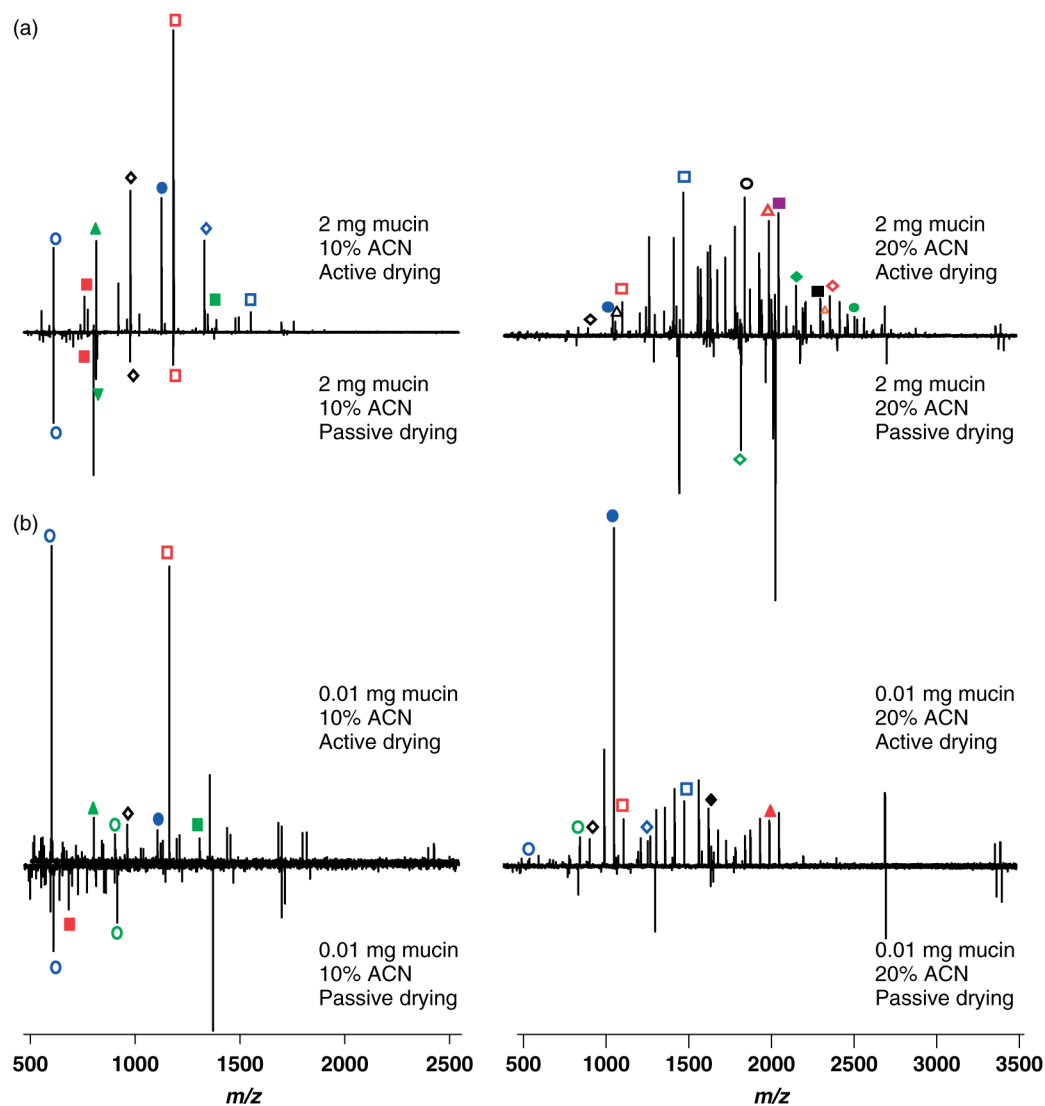 (a)
2 mg mucin
10% ACN
Active drying
2 mg mucin
10% ACN
Passive drying
2 mg mucin
20% ACN
Active drying
2 mg mucin
20% ACN
Passive drying
(b)
0.01 mg mucin
10% ACN
Active drying
0.01 mg mucin
10% ACN
Passive drying
0.01 mg mucin
20% ACN
Active drying
0.01 mg mucin
20% ACN
Passive drying
500 1000 1500 2000 2500
m/z
500 1000 1500 2000 2500 3000 3500
m/z